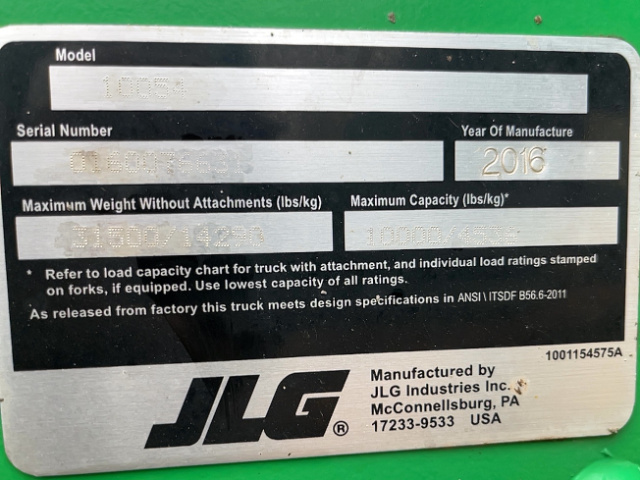 Model
10054
Serial Number
Year Of Manufacture
2016
Maximum Weight Without Attachments (lbs/kg)
Maximum Capacity (lbs/kg)*
* Refer to load capacity chart for truck with attachment, and individual load ratings stamped
on forks, if equipped. Use lowest capacity of all ratings.
As released from factory this truck meets design specifications in ANSI \ ITSDF B56.6-2011
1001154575A
JLG®
Manufactured by
JLG Industries Inc.
McConnellsburg, PA
17233-9533 USA